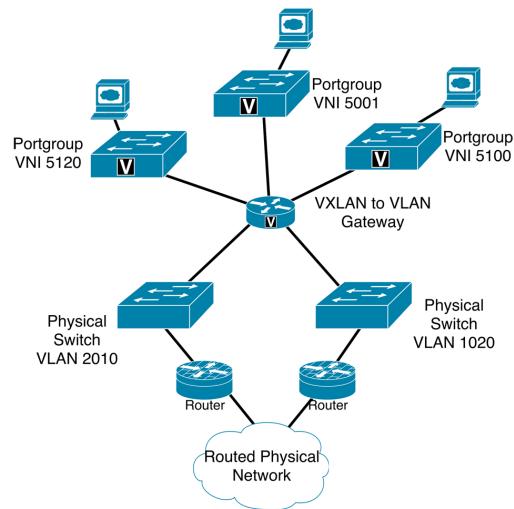 Portgroup
VNI 5001
Portgroup
VNI 5120
Portgroup
VNI 5100
V
V
V
VXLAN to VLAN
Gateway
V
Physical
Switch
VLAN 2010
Physical
Switch
VLAN 1020
Router
Router
Routed Physical
Network